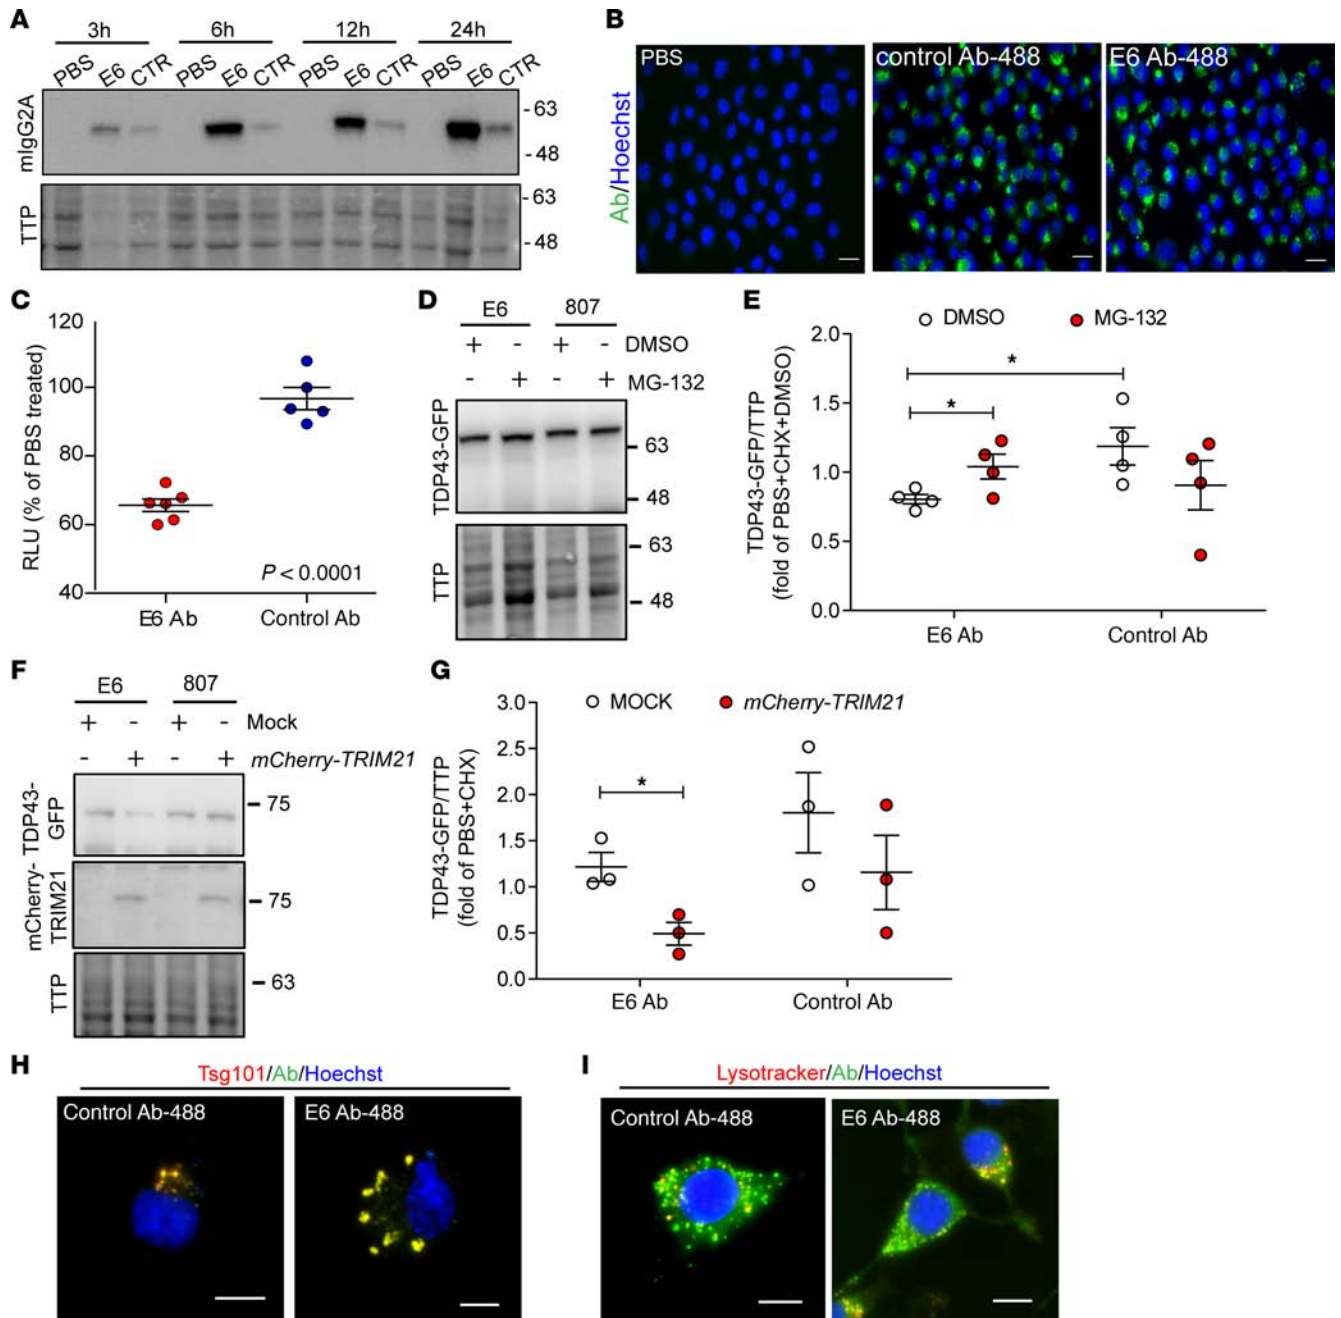 A
3h 6h 12h 24h
PBS E6 CTR PBS E6 CTR PBS E6 CTR PBS E6 CTR
mIgG2A
- 63
- 48
TTP
- 63
- 48
B
Ab/Hoechst
PBS
control Ab-488
E6 Ab-488
C
RLU (% of PBS treated)
120
100
80
60
40
P < 0.0001
E6 Ab Control Ab
D
E6 807
+ - + - DMSO
- + - + MG-132
TDP43-GFP
63
48
TTP
63
48
E
DMSO MG-132
TDP43-GFP/TTP
(fold of PBS+CHX+DMSO)
2.0
1.5
1.0
0.5
0.0
*
*
E6 Ab Control Ab
F
E6 807
+ - + - Mock
- + - + mCherry-TRIM21
TDP43-
GFP
75
mCherry-
TRIM21
75
TTP
63
G
MOCK mCherry-TRIM21
TDP43-GFP/TTP
(fold of PBS+CHX)
3.0
2.5
2.0
1.5
1.0
0.5
0.0
*
E6 Ab Control Ab
H
Tsg101/Ab/Hoechst
Control Ab-488
E6 Ab-488
I
Lysotracker/Ab/Hoechst
Control Ab-488
E6 Ab-488